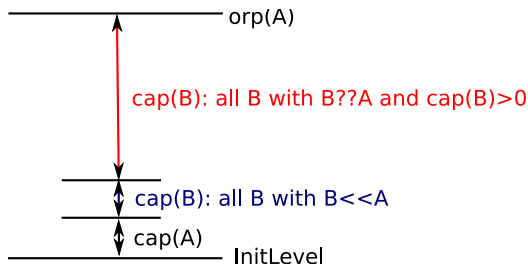 orp(A)
cap(B): all B with B??A and cap(B)>0
cap(B): all B with B<<A
cap(A)
InitLevel